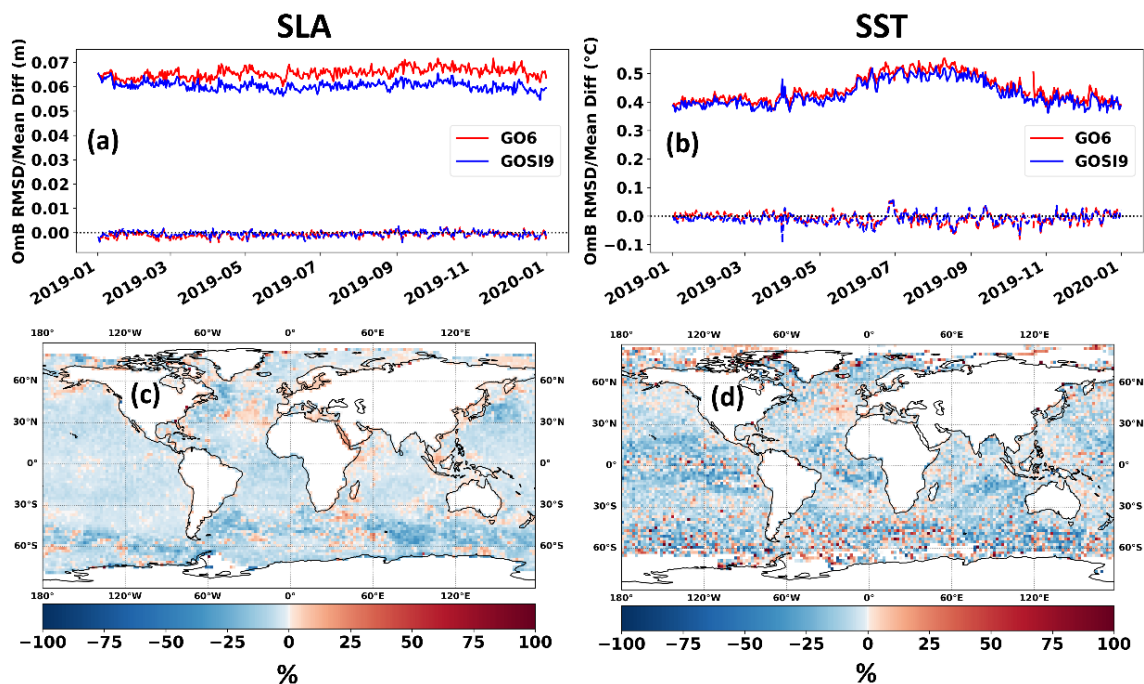 SLA
SST
OmB RMSD/Mean Diff (m)
0.07
0.06
0.05
0.04
0.03
0.02
0.01
0.00
(a)
GO6
GOSI9
2019-01
2019-03
2019-05
2019-07
2019-09
2019-11
2020-01
OmB RMSD/Mean Diff (°C)
0.5
0.4
0.3
0.2
0.1
0.0
−0.1
(b)
GO6
GOSI9
2019-01
2019-03
2019-05
2019-07
2019-09
2019-11
2020-01
180° 120°W 60°W 0° 60°E 120°E
60°N 60°N
30°N 30°N
0° 0°
30°S 30°S
60°S 60°S
(c)
180° 120°W 60°W 0° 60°E 120°E
−100 −75 −50 −25 0 25 50 75 100
%
180° 120°W 60°W 0° 60°E 120°E
60°N 60°N
30°N 30°N
0° 0°
30°S 30°S
60°S 60°S
(d)
180° 120°W 60°W 0° 60°E 120°E
−100 −75 −50 −25 0 25 50 75 100
%